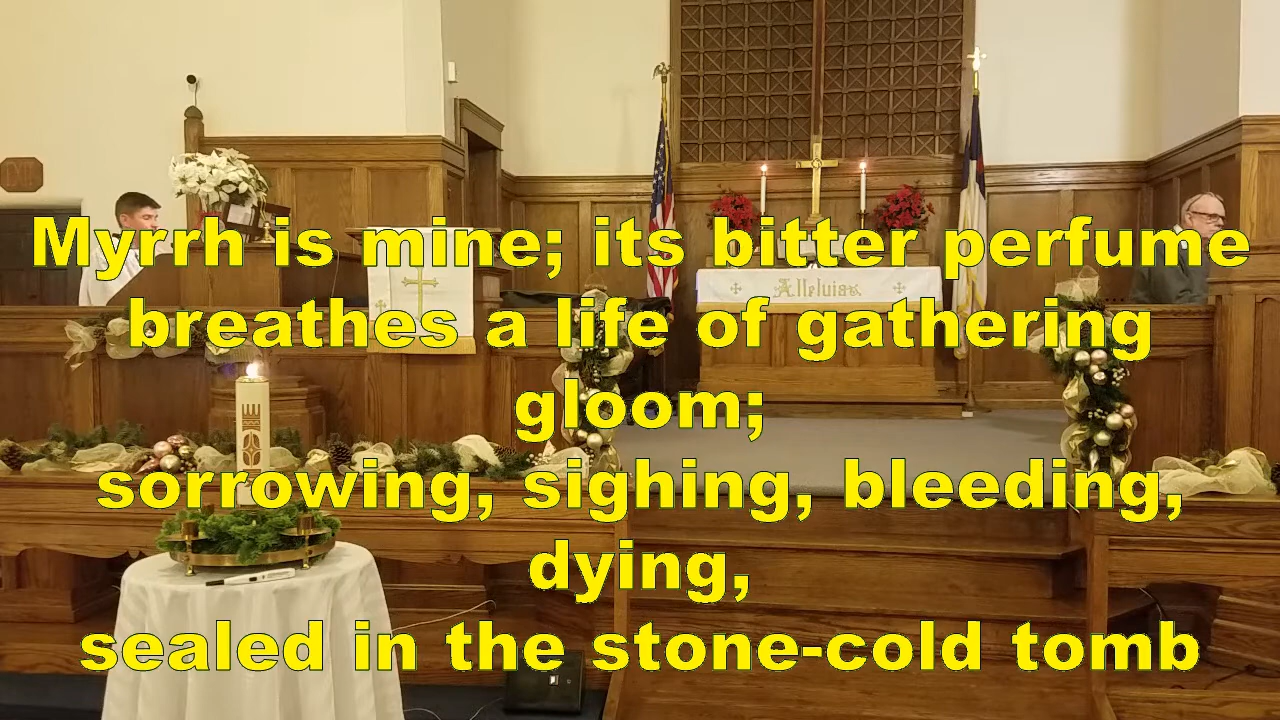 Myrrh is mine; its bitter perfume
breathes a life of gathering
gloom;
sorrowing, sighing, bleeding,
dying,
sealed in the stone-cold tomb
Alleluia